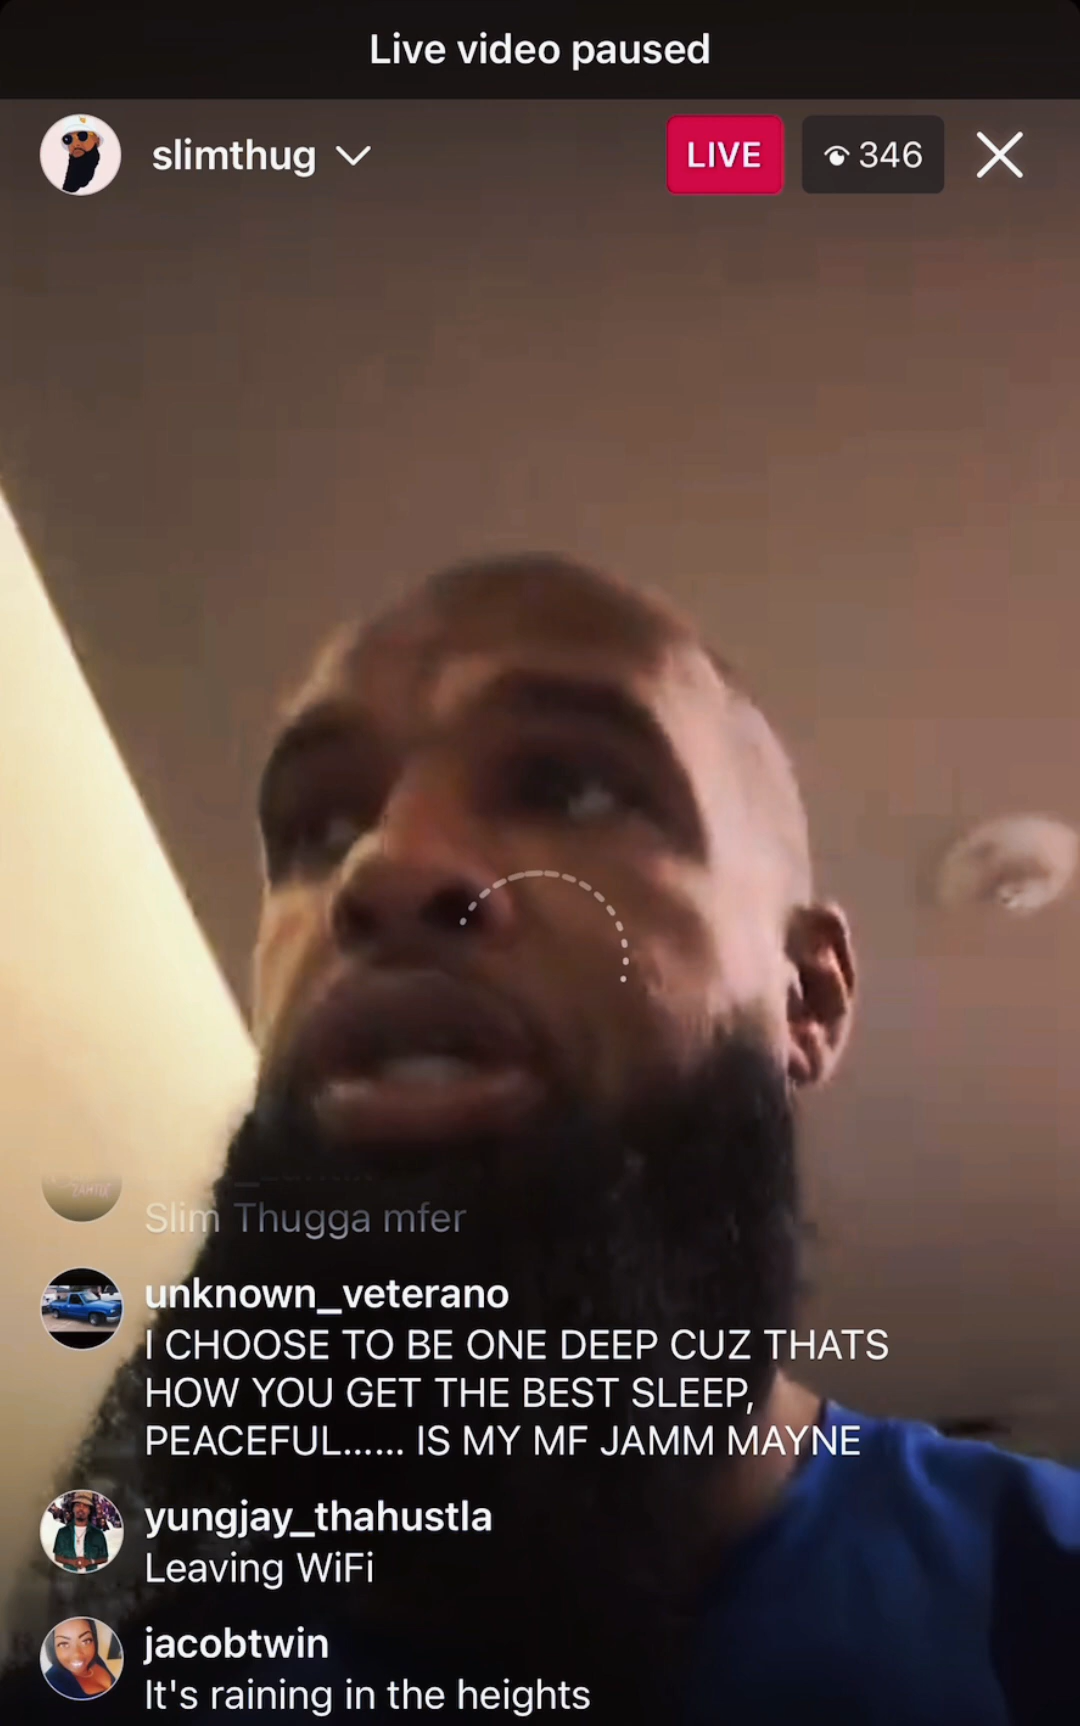 Live video paused
slimthug
LIVE
346
Slim Thugga mfer
unknown_veterano
I CHOOSE TO BE ONE DEEP CUZ THATS
HOW YOU GET THE BEST SLEEP,
PEACEFUL...... IS MY MF JAMM MAYNE
yungjay_thahustla
Leaving WiFi
jacobtwin
It's raining in the heights